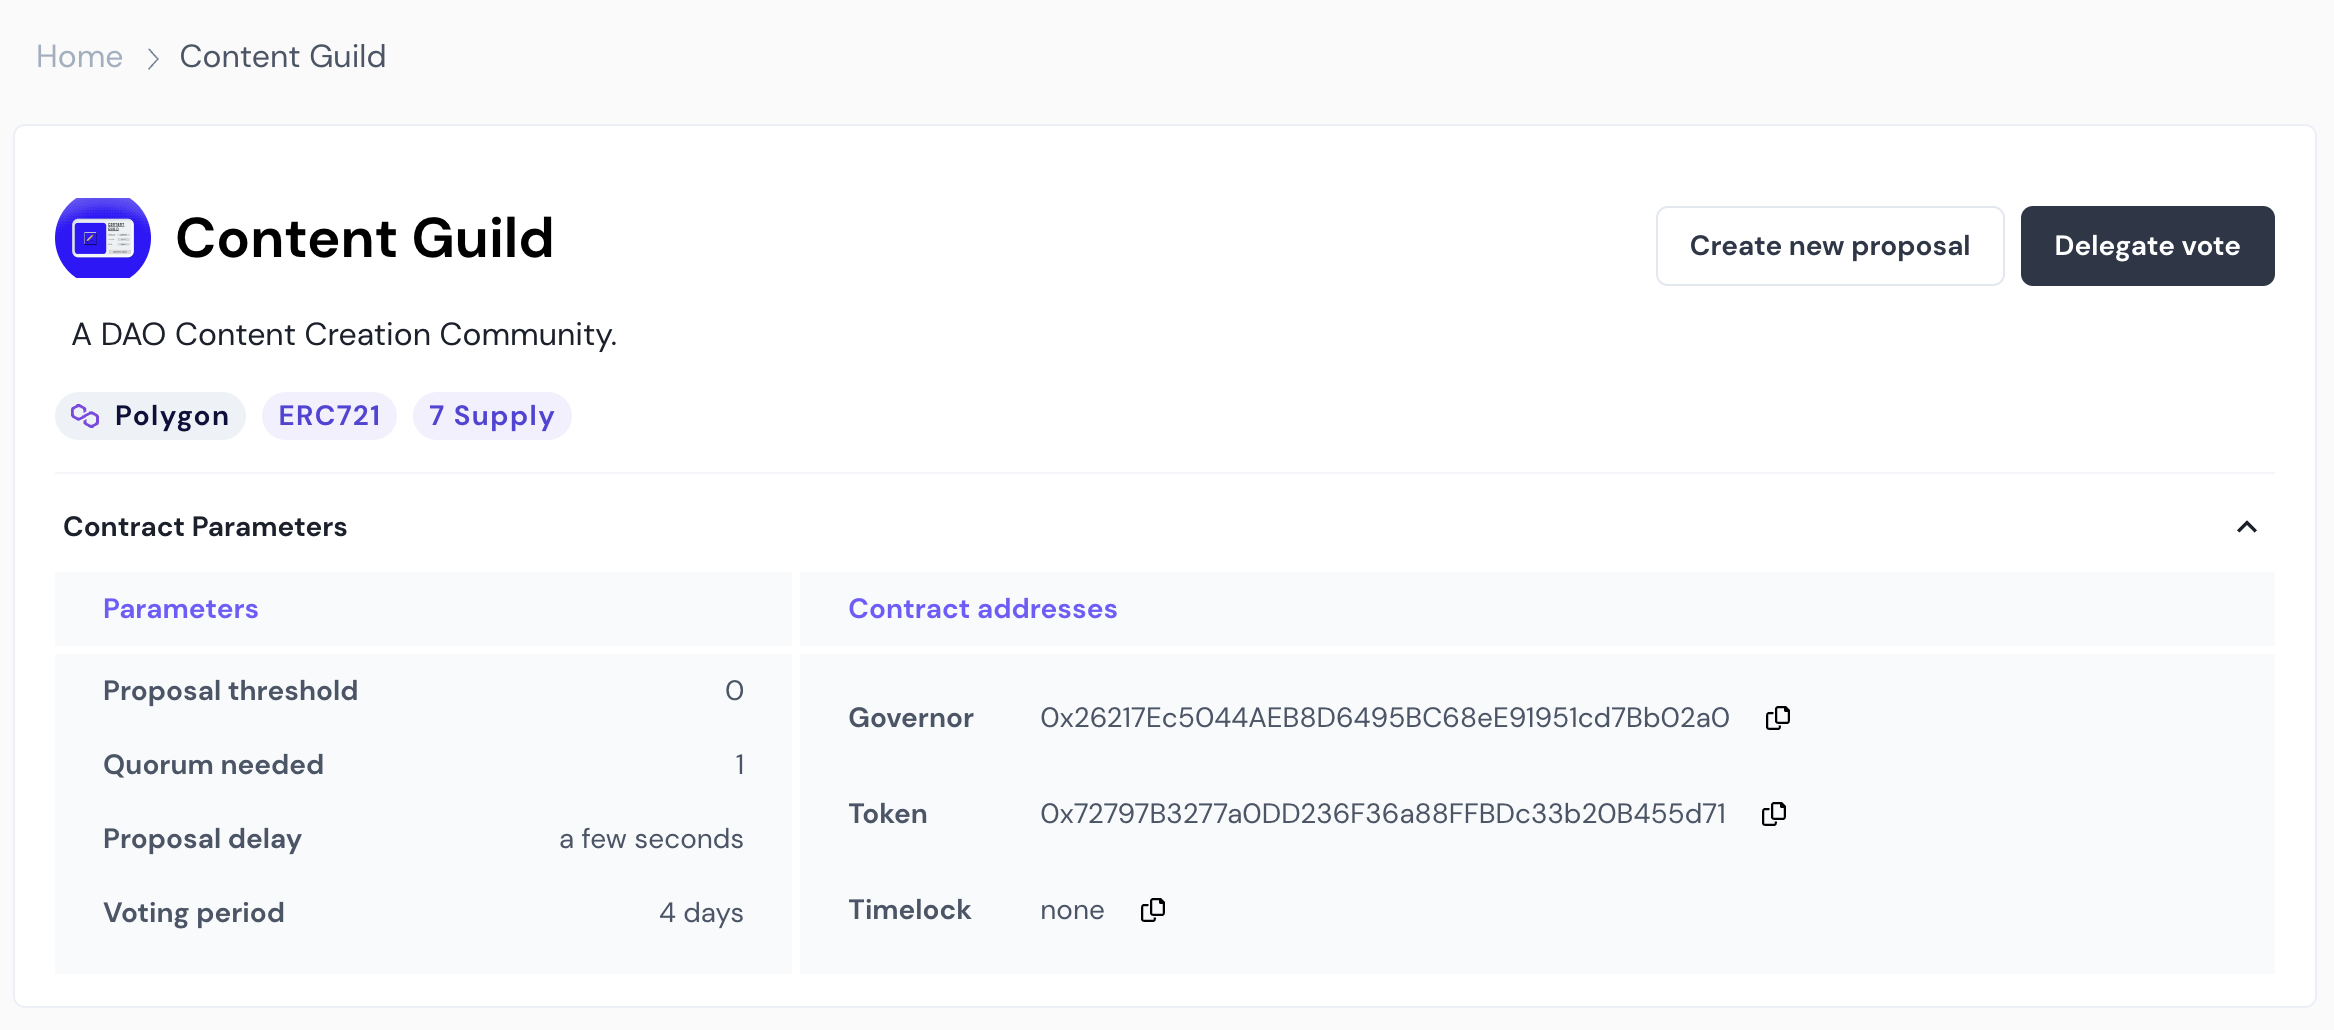 Home > Content Guild
Content Guild
Create new proposal
Delegate vote
A DAO Content Creation Community.
Polygon ERC721 7 Supply
Contract Parameters
Parameters
Proposal threshold 0
Quorum needed 1
Proposal delay a few seconds
Voting period 4 days
Contract addresses
Governor 0x26217Ec5044AEB8D6495BC68eE91951cd7Bb02a0
Token 0x72797B3277a0DD236F36a88FFBDc33b20B455d71
Timelock none